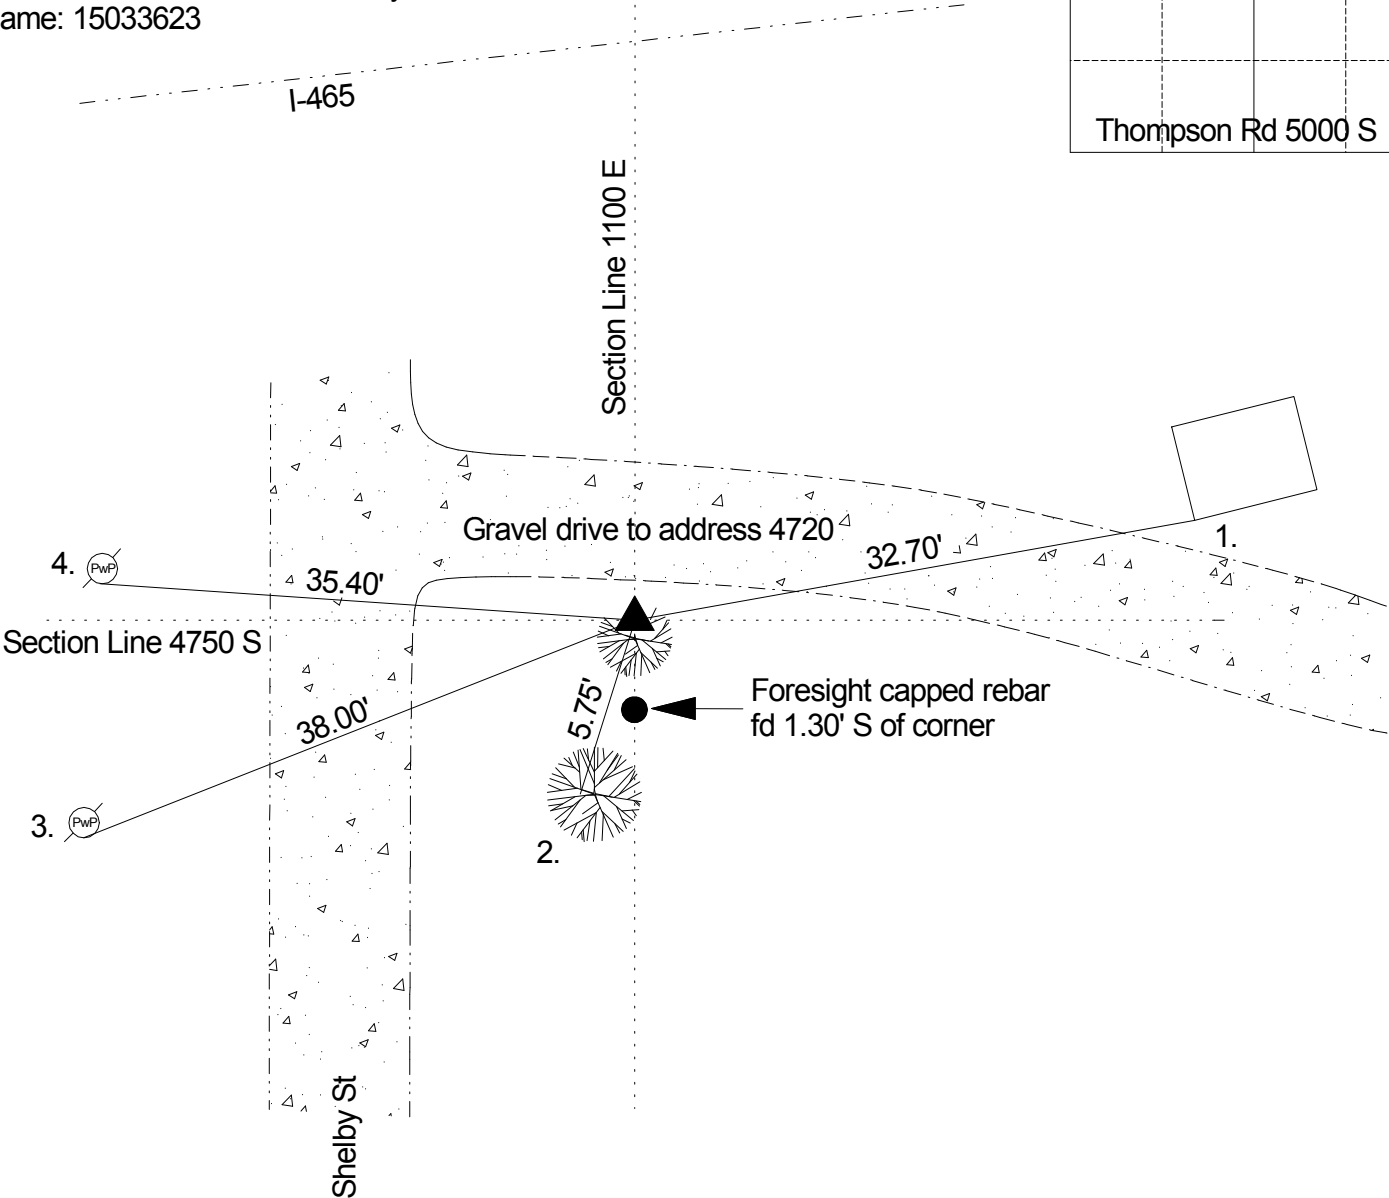 ame: 15033623
I-465
Thompson Rd 5000 S
Section Line 1100 E
Gravel drive to address 4720
32.70'
1.
4.
PwP
35.40'
Section Line 4750 S
5.75'
Foresight capped rebar
fd 1.30' S of corner
38.00'
3.
PwP
2.
Shelby St